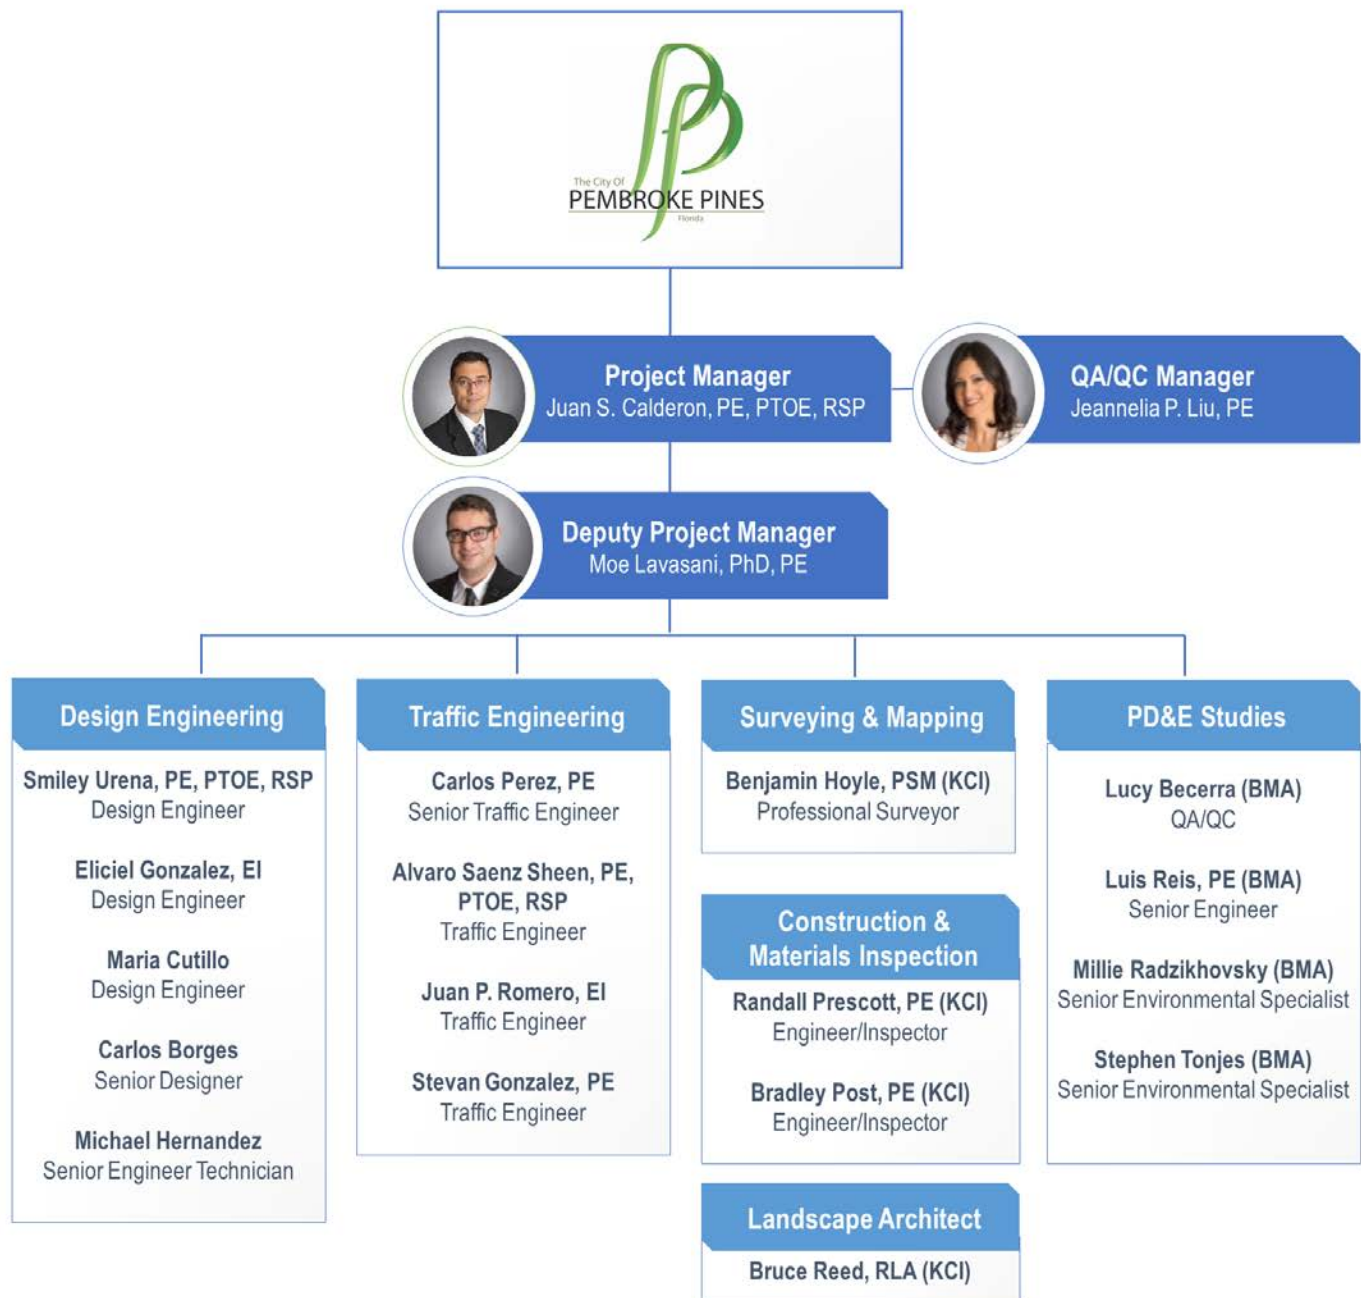 The City Of
PEMBROKE PINES
Florida
Project Manager
Juan S. Calderon, PE, PTOE, RSP
QA/QC Manager
Jeannelia P. Liu, PE
Deputy Project Manager
Moe Lavasani, PhD, PE
Design Engineering
Smiley Urena, PE, PTOE, RSP
Design Engineer
Eliciel Gonzalez, EI
Design Engineer
Maria Cutillo
Design Engineer
Carlos Borges
Senior Designer
Michael Hernandez
Senior Engineer Technician
Traffic Engineering
Carlos Perez, PE
Senior Traffic Engineer
Alvaro Saenz Sheen, PE,
PTOE, RSP
Traffic Engineer
Juan P. Romero, EI
Traffic Engineer
Stevan Gonzalez, PE
Traffic Engineer
Surveying & Mapping
Benjamin Hoyle, PSM (KCI)
Professional Surveyor
Construction &
Materials Inspection
Randall Prescott, PE (KCI)
Engineer/Inspector
Bradley Post, PE (KCI)
Engineer/Inspector
Landscape Architect
Bruce Reed, RLA (KCI)
PD&E Studies
Lucy Becerra (BMA)
QA/QC
Luis Reis, PE (BMA)
Senior Engineer
Millie Radzikhovsky (BMA)
Senior Environmental Specialist
Stephen Tonjes (BMA)
Senior Environmental Specialist